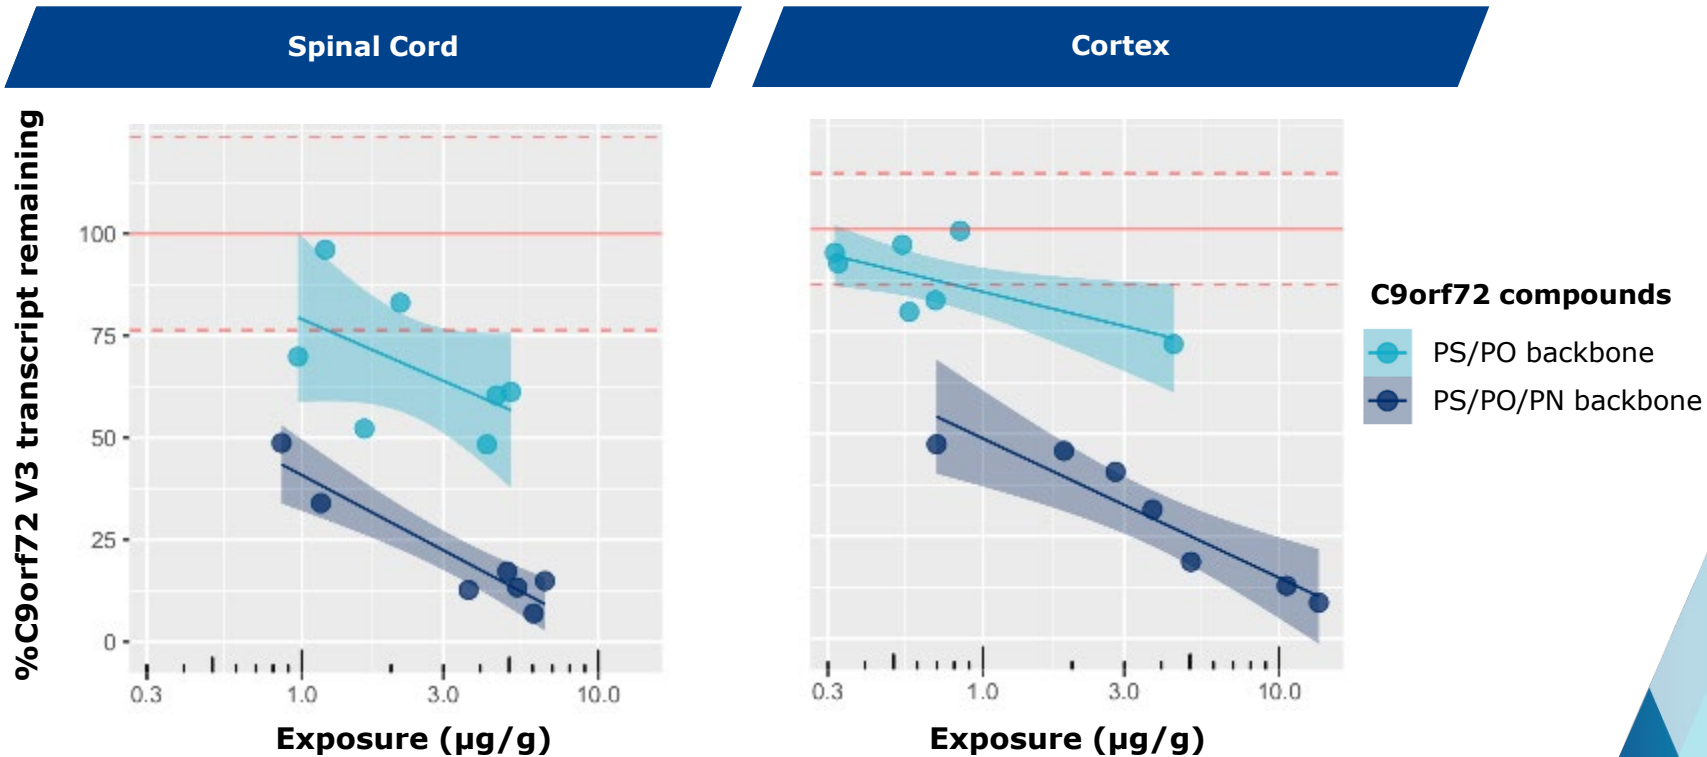 Spinal Cord
Cortex
%C9orf72 V3 transcript remaining
100
75
50
25
0
0.3 1.0 3.0 10.0
0.3 1.0 3.0 10.0
Exposure (µg/g)
Exposure (µg/g)
C9orf72 compounds
PS/PO backbone
PS/PO/PN backbone